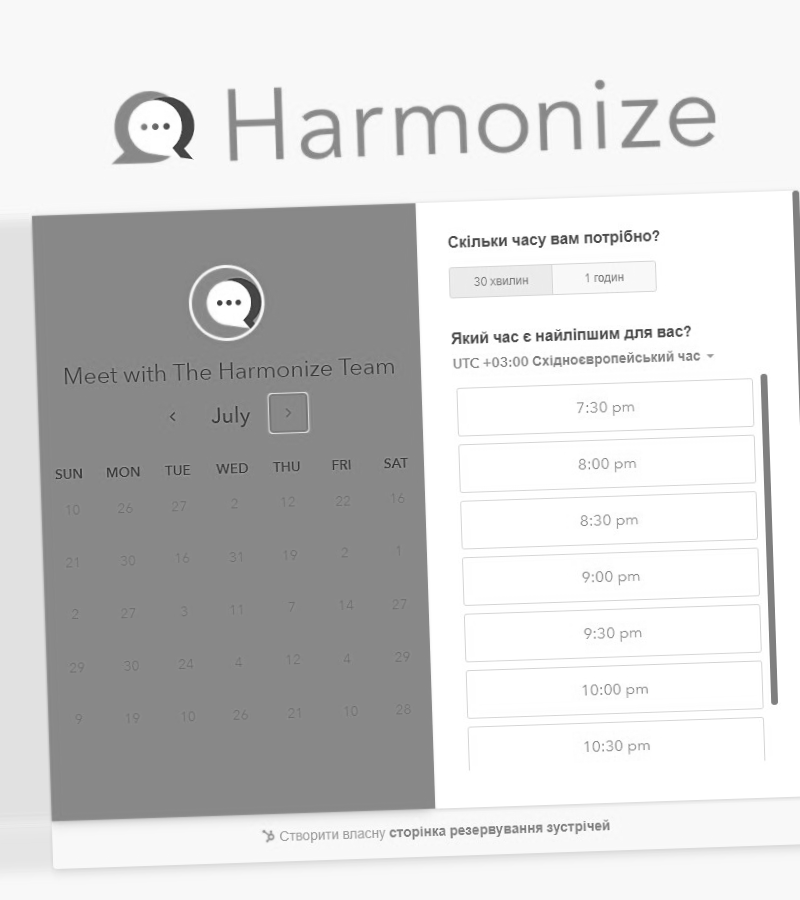 Harmonize
Meet with The Harmonize Team
July
SUN MON TUE WED THU FRI SAT
10 26 27 2 12 22 16
21 30 16 31 19 2 1
2 27 3 11 7 14 27
29 30 24 4 12 4 29
9 19 10 26 21 10 28
Скільки часу вам потрібно?
30 хвилин 1 годин
Який час є найліпшим для вас?
UTC +03:00 Східноєвропейський час
7:30 pm
8:00 pm
8:30 pm
9:00 pm
9:30 pm
10:00 pm
10:30 pm
Створити власну сторінка резервування зустрічей